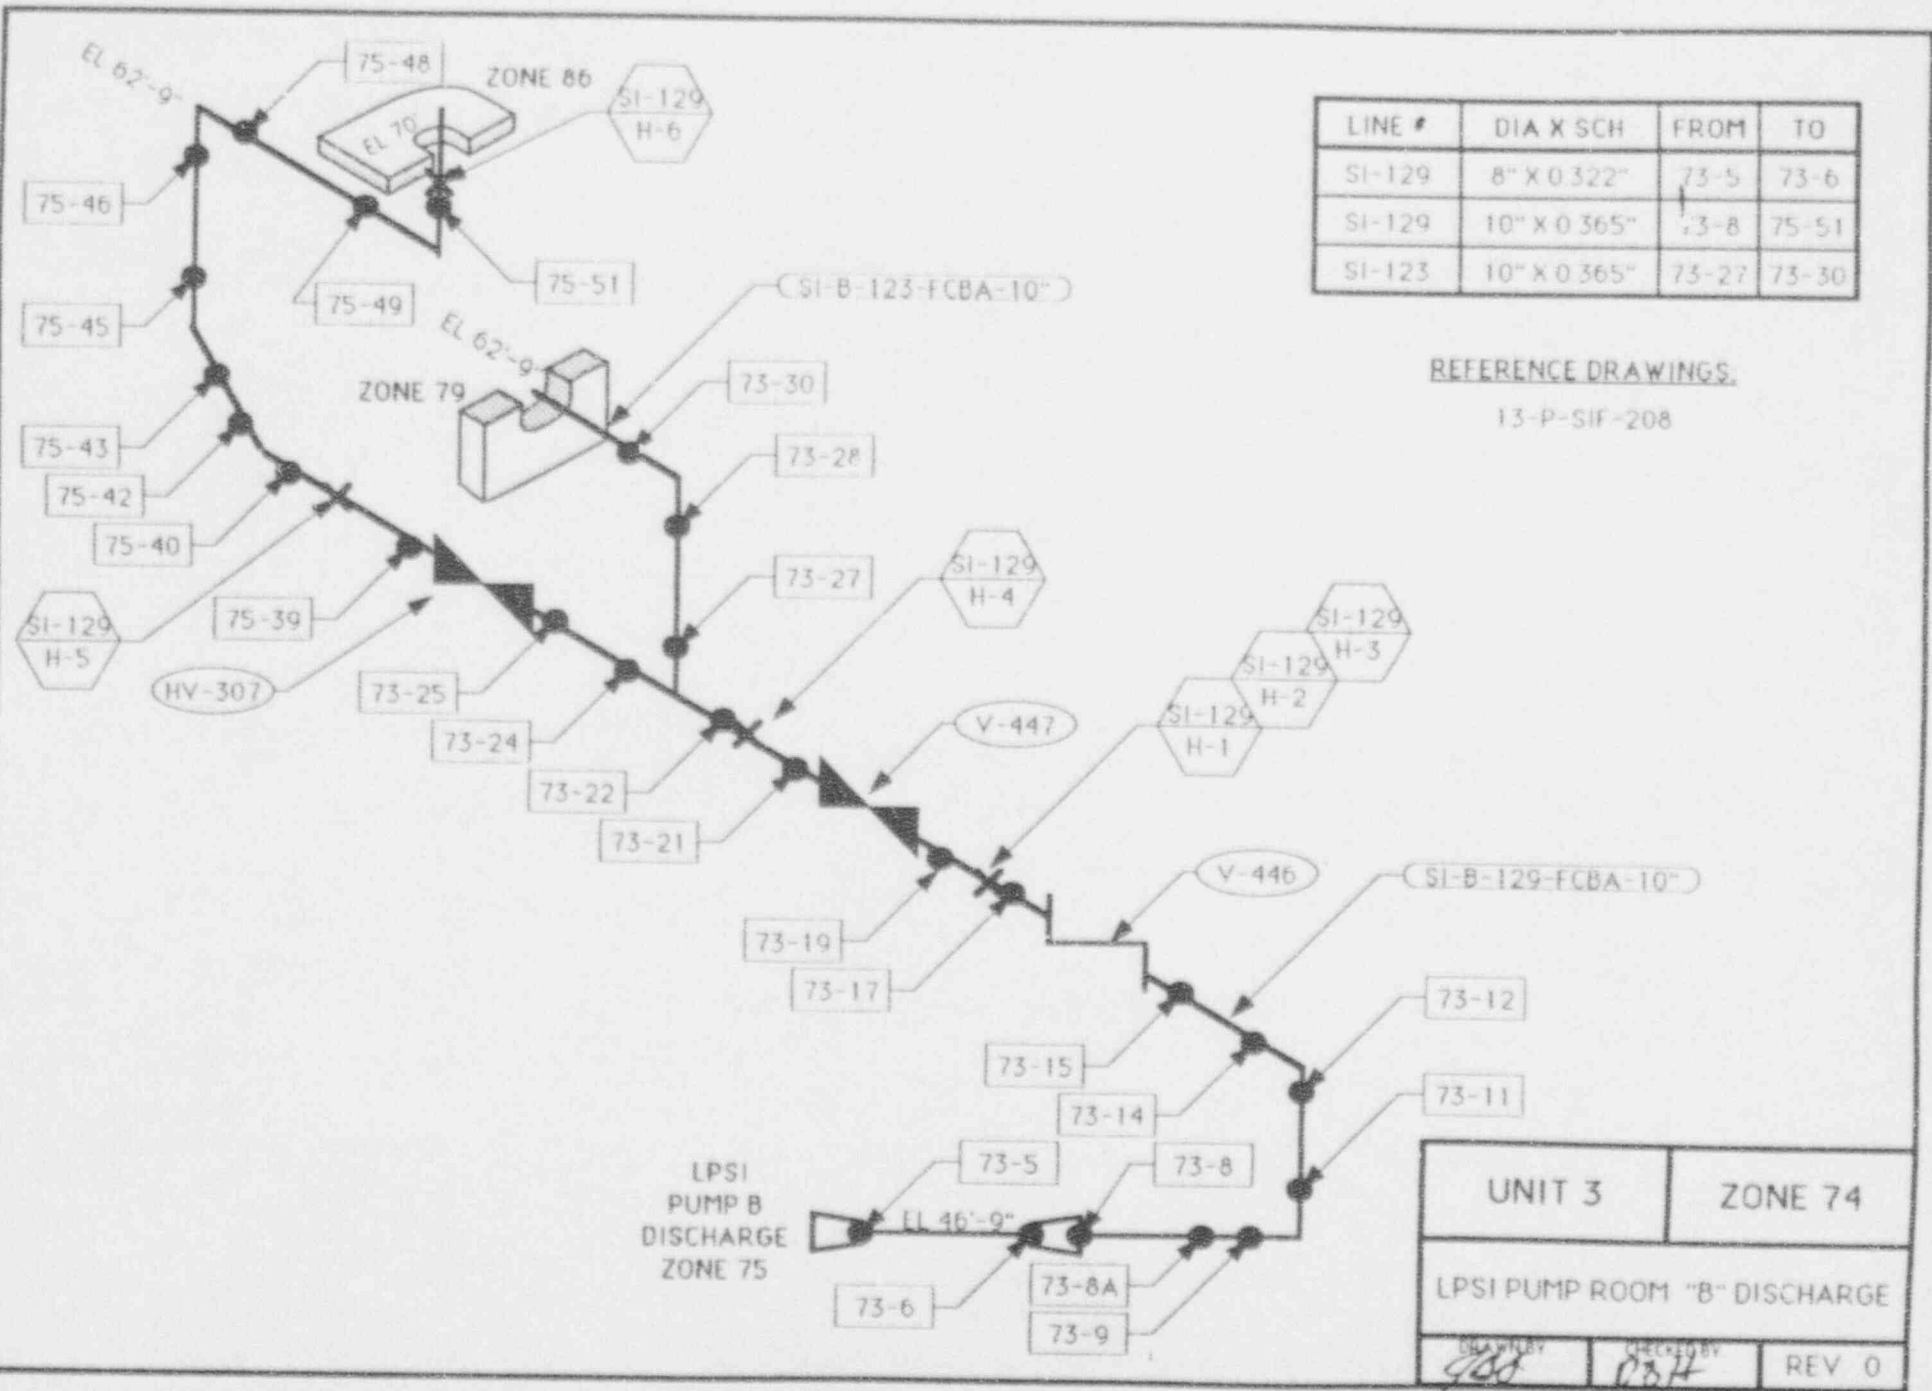 EL 62'-9"
75-48
ZONE 86
EL 70'
SI-129
H-6
75-46
75-49
75-51
75-45
SI-B-123-FCBA-10"
EL 62'-9"
ZONE 79
73-30
75-43
73-28
75-42
75-40
SI-129
H-4
73-27
75-39
SI-129
H-5
HV-307
73-25
73-24
73-22
73-21
V-447
SI-129
H-3
SI-129
H-2
SI-129
H-1
V-446
SI-B-129-FCBA-10"
73-19
73-17
73-12
73-15
73-14
73-11
LPSI
PUMP B
DISCHARGE
ZONE 75
73-5
73-8
EL 46'-9"
73-6
73-8A
73-9
LINE # DIA X SCH FROM TO
SI-129 8" X 0.322" 73-5 73-6
SI-129 10" X 0.365" 73-8 75-51
SI-123 10" X 0.365" 73-27 73-30
REFERENCE DRAWINGS.
13-P-SIF-208
UNIT 3
ZONE 74
LPSI PUMP ROOM "B" DISCHARGE
DRAWN BY
CHECKED BY
REV 0